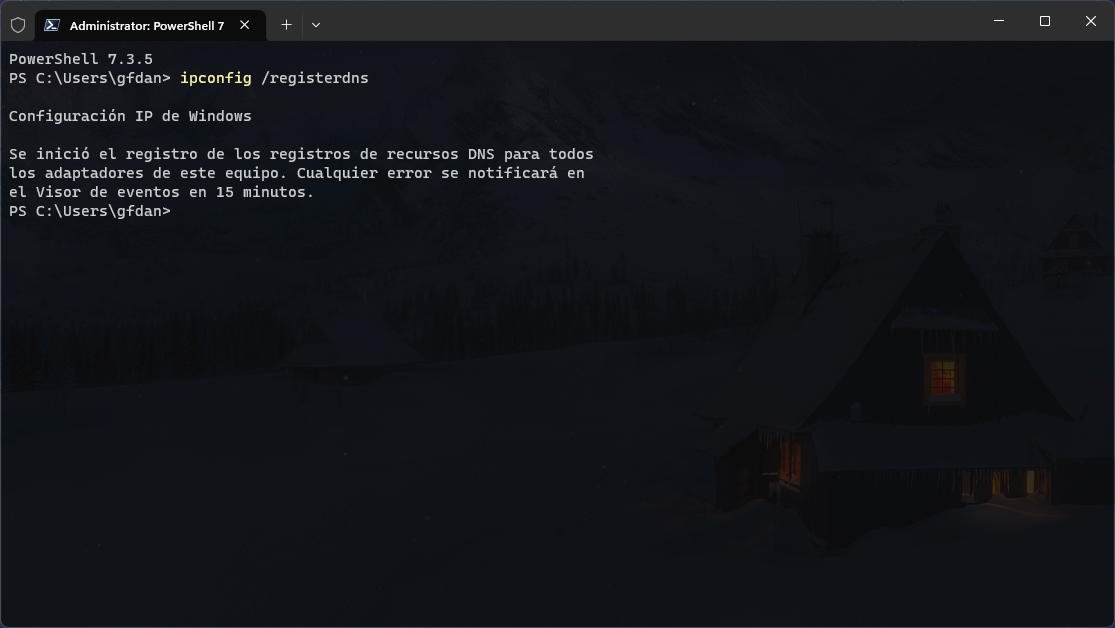 Administrator: PowerShell 7
PowerShell 7.3.5
PS C:\Users\gfdan> ipconfig /registerdns
Configuración IP de Windows
Se inició el registro de los registros de recursos DNS para todos
los adaptadores de este equipo. Cualquier error se notificará en
el Visor de eventos en 15 minutos.
PS C:\Users\gfdan>